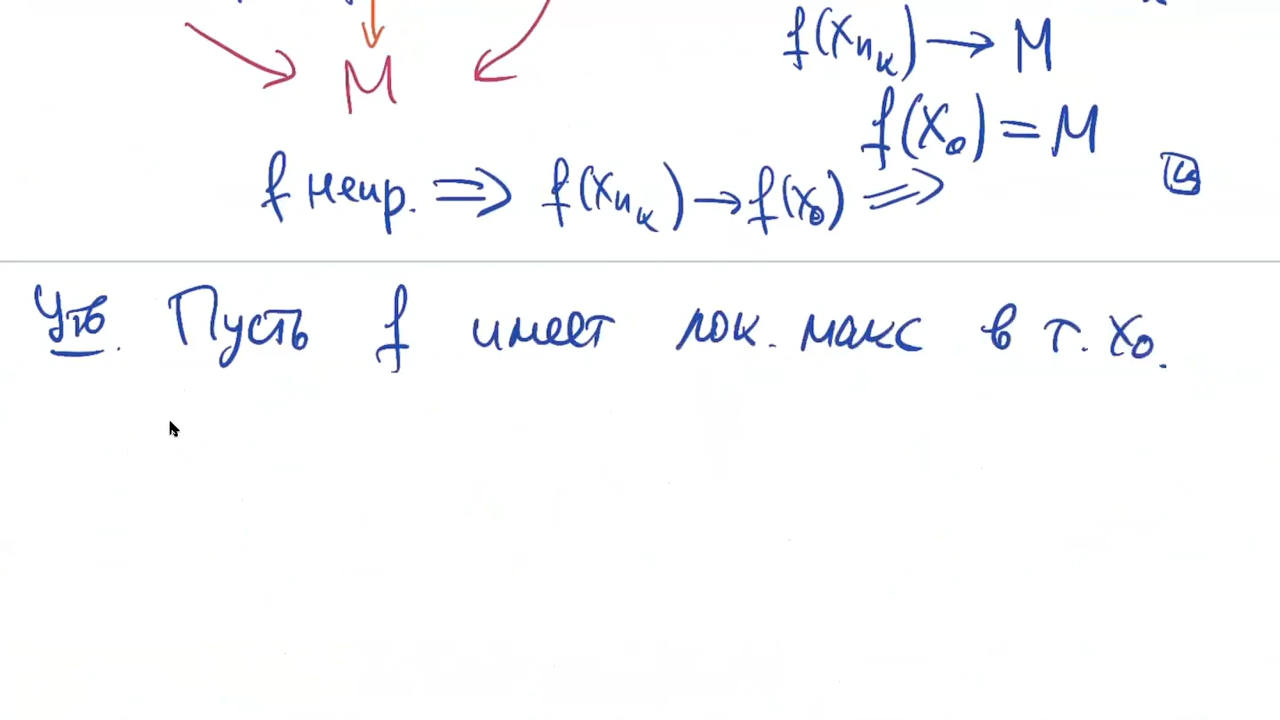 f(x_{n_k}) → M
M
f(x_0) = M
f непр. ⇒ f(x_{n_k}) → f(x_0) ⇒
Утв. Пусть f имеет лок. макс в т. x_0.